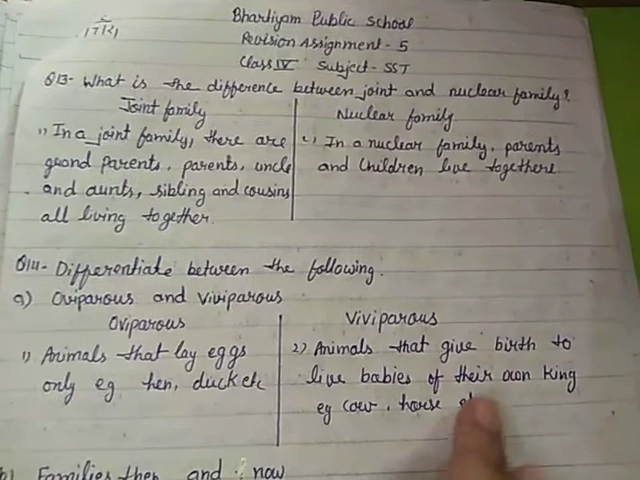 Bhartiyam Public School
Revision Assignment - 5
Class IV Subject - SST
Q13- What is the difference between joint and nuclear family?
Joint family
1) In a joint family, there are
grand parents, parents, uncle
and aunts, sibling and cousins
all living together.
Nuclear family
2) In a nuclear family, parents
and children live togethere
Q14- Differentiate between the following.
a) Oviparous and Viviparous
Oviparous
1) Animals that lay eggs
only eg hen, duck etc
Viviparous
2) Animals that give birth to
live babies of their own king
eg cow, horse
b) Families then and now